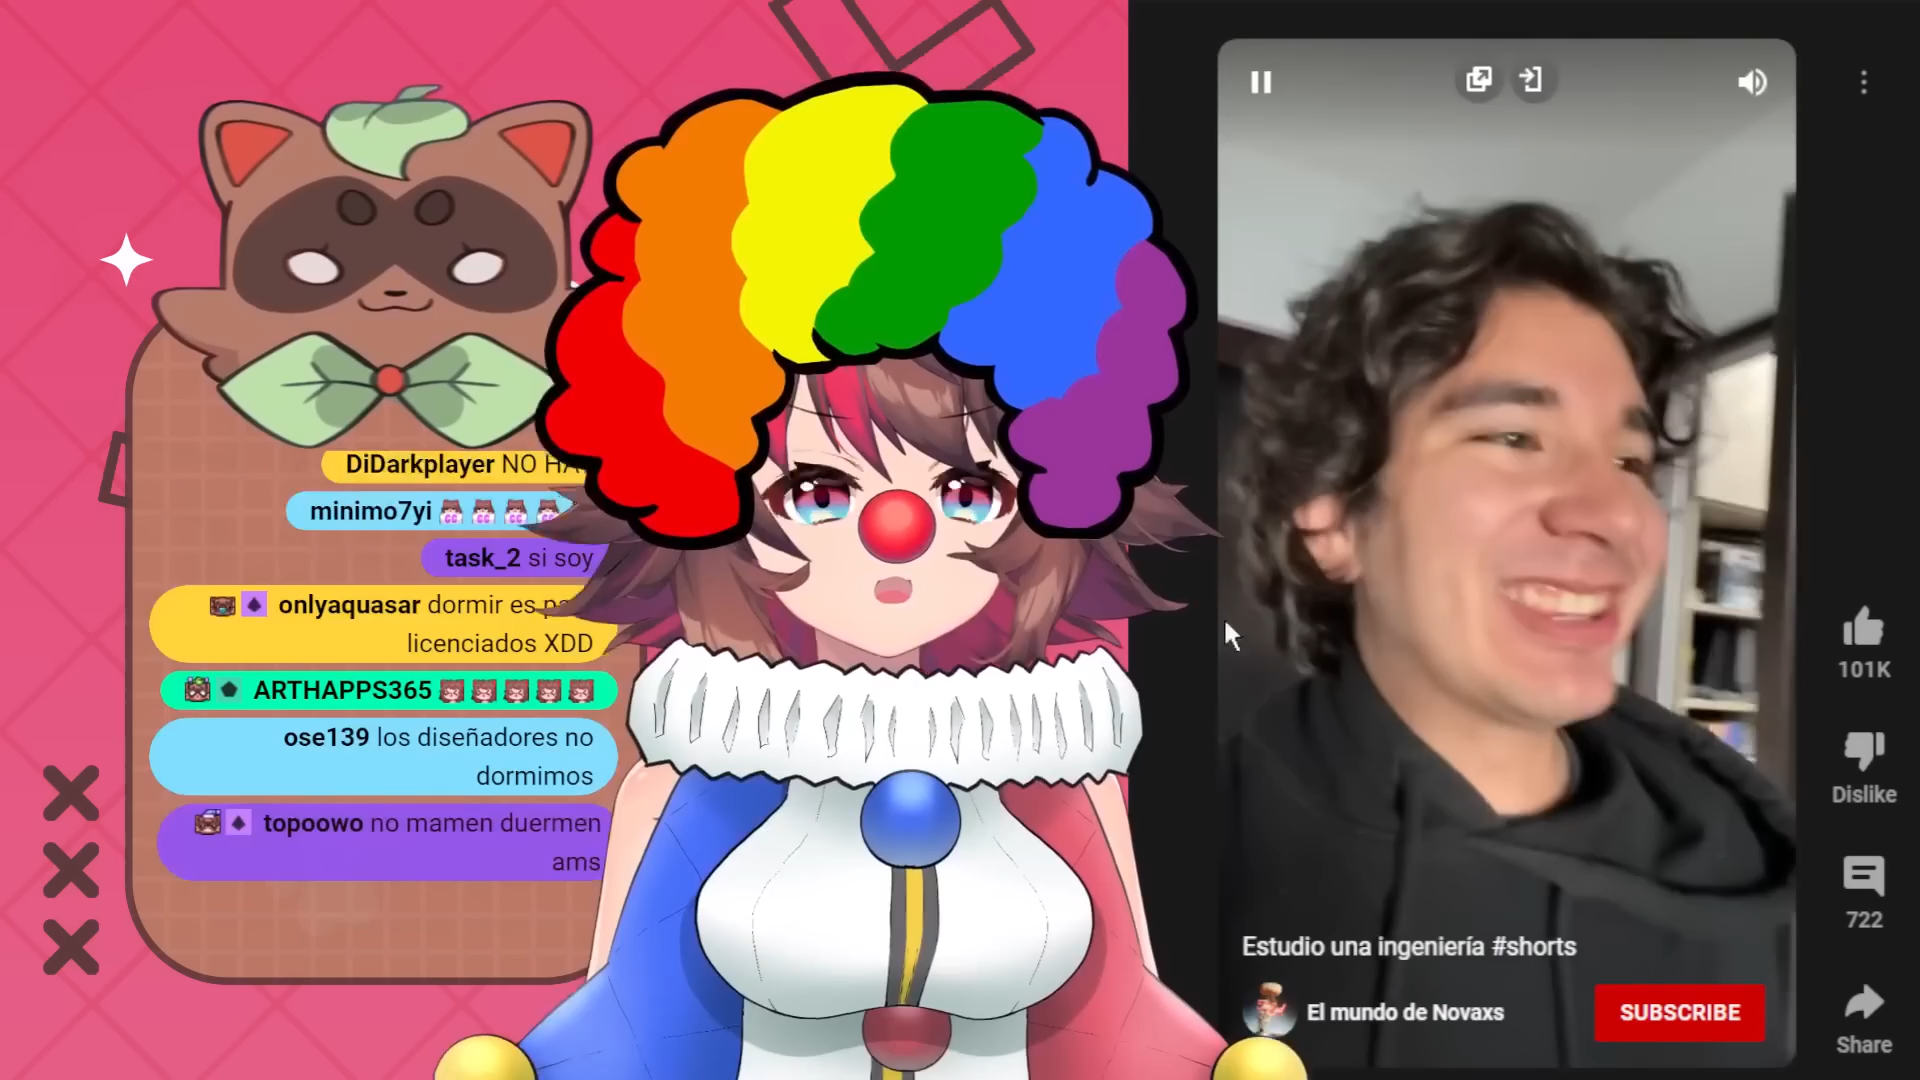 DiDarkplayer NO
minimo7yi
task_2 si soy
onlyaquasar dormir es
licenciados XDD
ARTHAPPS365
ose139 los diseñadores no
dormimos
topoowo no mamen duermen
ams
101K
Dislike
722
Share
Estudio una ingeniería #shorts
El mundo de Novaxs
SUBSCRIBE